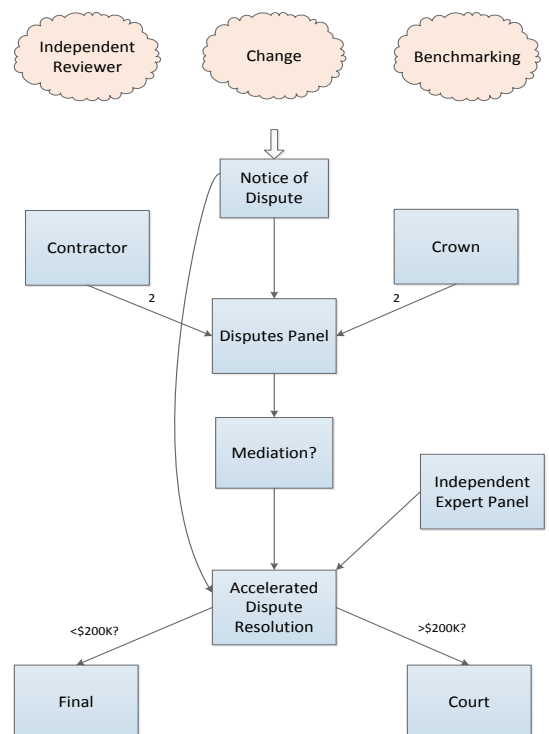 Independent
Reviewer
Change
Benchmarking
Notice of
Dispute
Contractor
Crown
2
2
Disputes Panel
Mediation?
Independent
Expert Panel
Accelerated
Dispute
Resolution
<$200K?
>$200K?
Final
Court